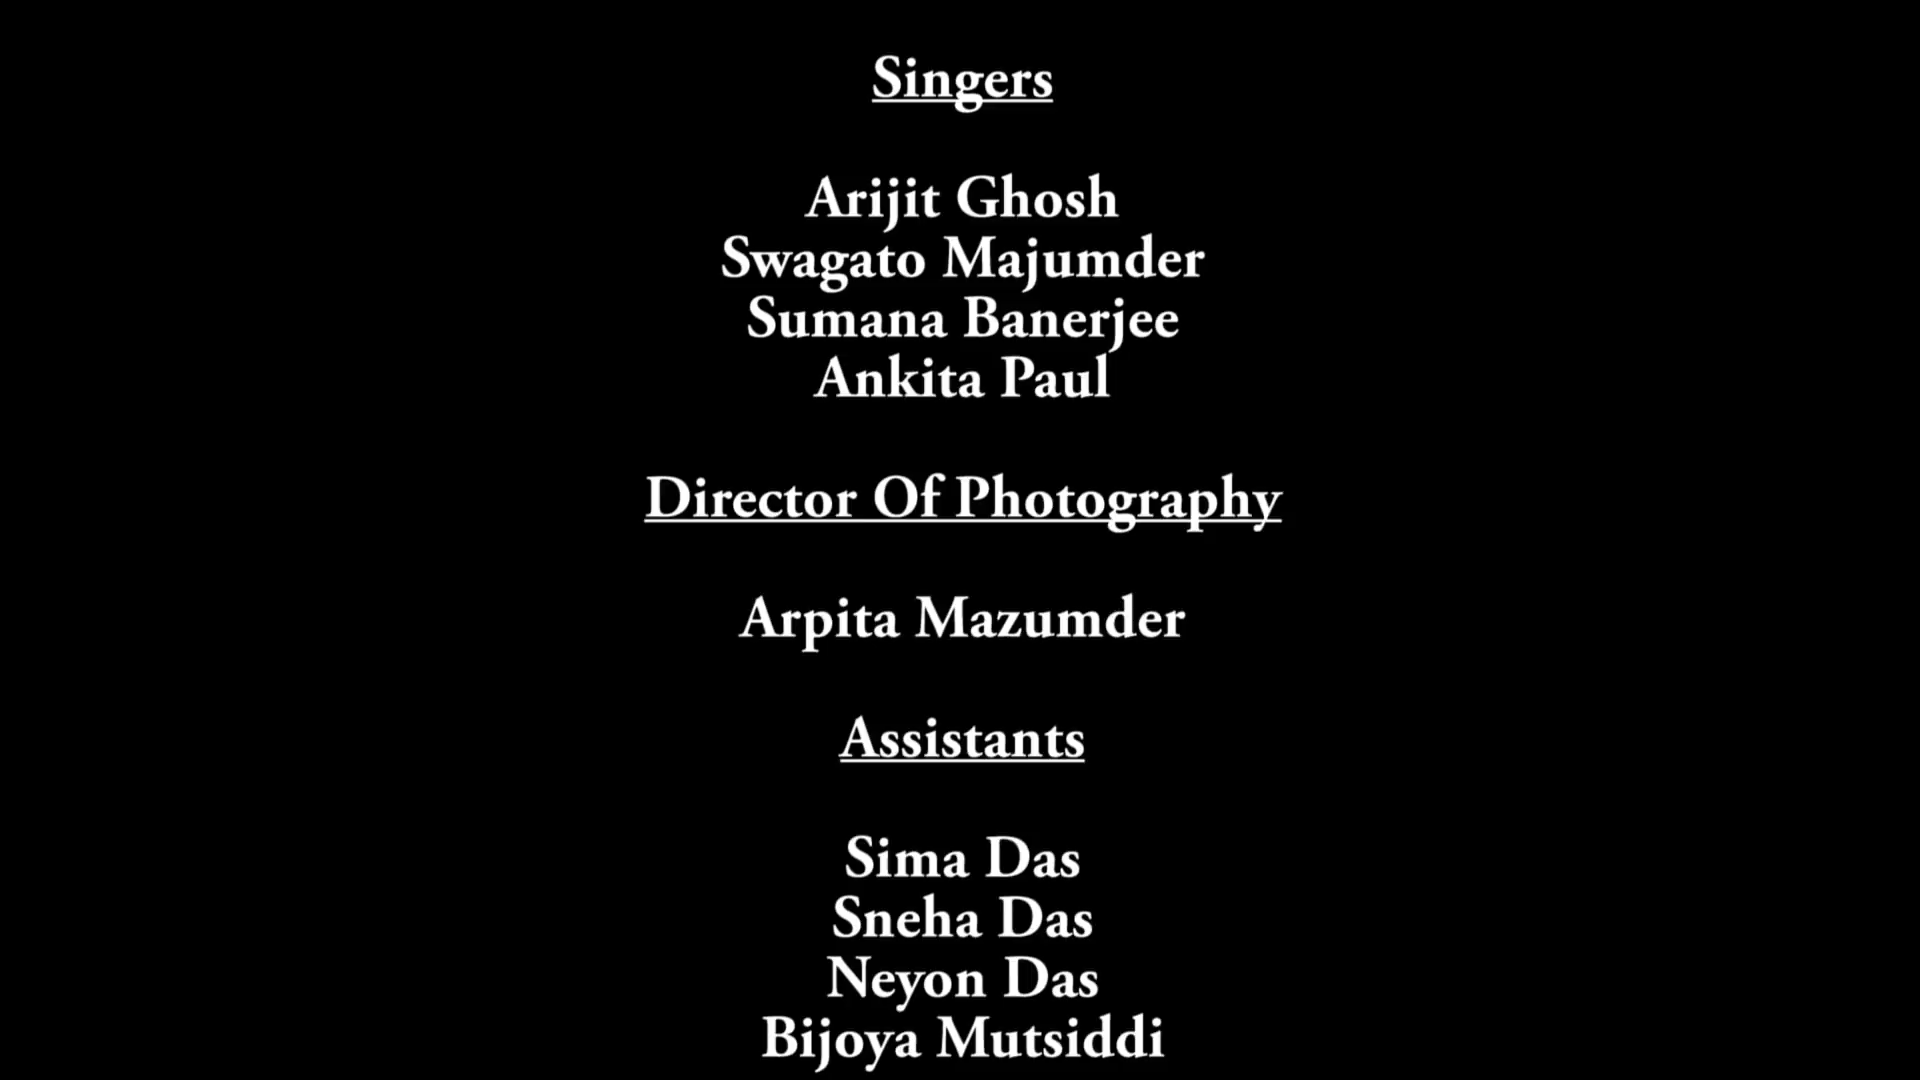 Singers
Arijit Ghosh
Swagato Majumder
Sumana Banerjee
Ankita Paul
Director Of Photography
Arpita Mazumder
Assistants
Sima Das
Sneha Das
Neyon Das
Bijoya Mutsiddi